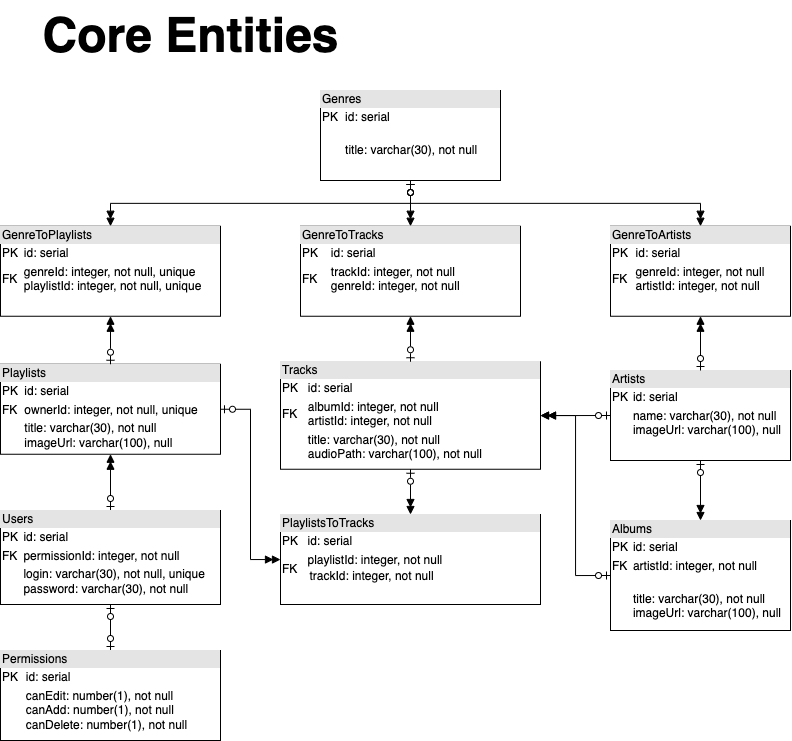 Core Entities
Genres
PK id: serial
title: varchar(30), not null
GenreToPlaylists
PK id: serial
FK genreId: integer, not null, unique
playlistId: integer, not null, unique
GenreToTracks
PK id: serial
FK trackId: integer, not null
genreId: integer, not null
GenreToArtists
PK id: serial
FK genreId: integer, not null
artistId: integer, not null
Playlists
PK id: serial
FK ownerId: integer, not null, unique
title: varchar(30), not null
imageUrl: varchar(100), null
Tracks
PK id: serial
FK albumId: integer, not null
artistId: integer, not null
title: varchar(30), not null
audioPath: varchar(100), not null
Artists
PK id: serial
name: varchar(30), not null
imageUrl: varchar(100), null
Users
PK id: serial
FK permissionId: integer, not null
login: varchar(30), not null, unique
password: varchar(30), not null
PlaylistsToTracks
PK id: serial
FK playlistId: integer, not null
trackId: integer, not null
Albums
PK id: serial
FK artistId: integer, not null
title: varchar(30), not null
imageUrl: varchar(100), null
Permissions
PK id: serial
canEdit: number(1), not null
canAdd: number(1), not null
canDelete: number(1), not null